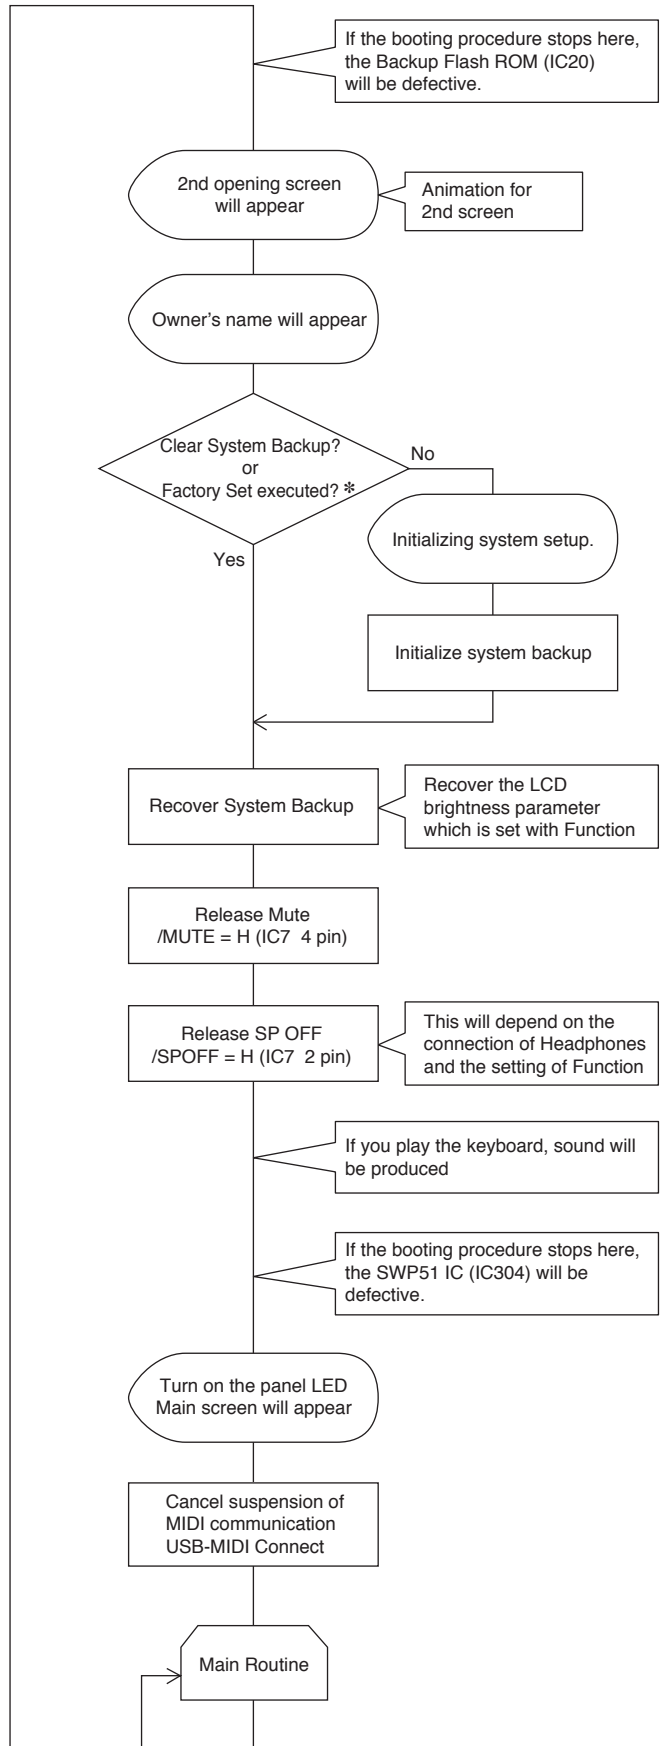 If the booting procedure stops here,
the Backup Flash ROM (IC20)
will be defective.
2nd opening screen
will appear
Animation for
2nd screen
Owner's name will appear
Clear System Backup?
or
Factory Set executed? *
No
Yes
Initializing system setup.
Initialize system backup
Recover System Backup
Recover the LCD
brightness parameter
which is set with Function
Release Mute
/MUTE = H (IC7 4 pin)
Release SP OFF
/SPOFF = H (IC7 2 pin)
This will depend on the
connection of Headphones
and the setting of Function
If you play the keyboard, sound will
be produced
If the booting procedure stops here,
the SWP51 IC (IC304) will be
defective.
Turn on the panel LED
Main screen will appear
Cancel suspension of
MIDI communication
USB-MIDI Connect
Main Routine